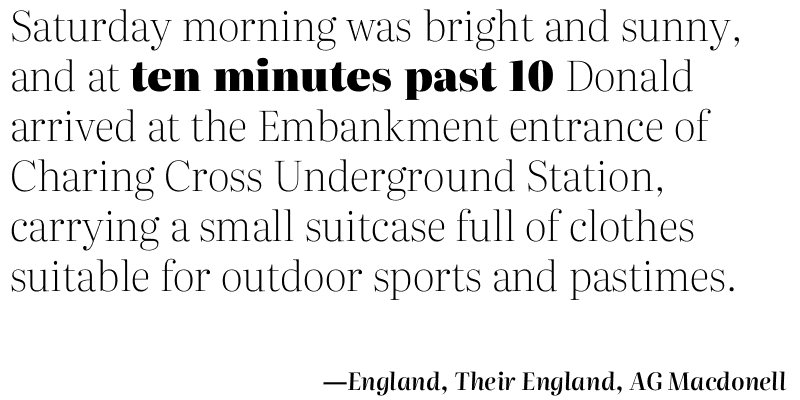 Saturday morning was bright and sunny,
and at ten minutes past 10 Donald
arrived at the Embankment entrance of
Charing Cross Underground Station,
carrying a small suitcase full of clothes
suitable for outdoor sports and pastimes.
—England, Their England, AG Macdonell